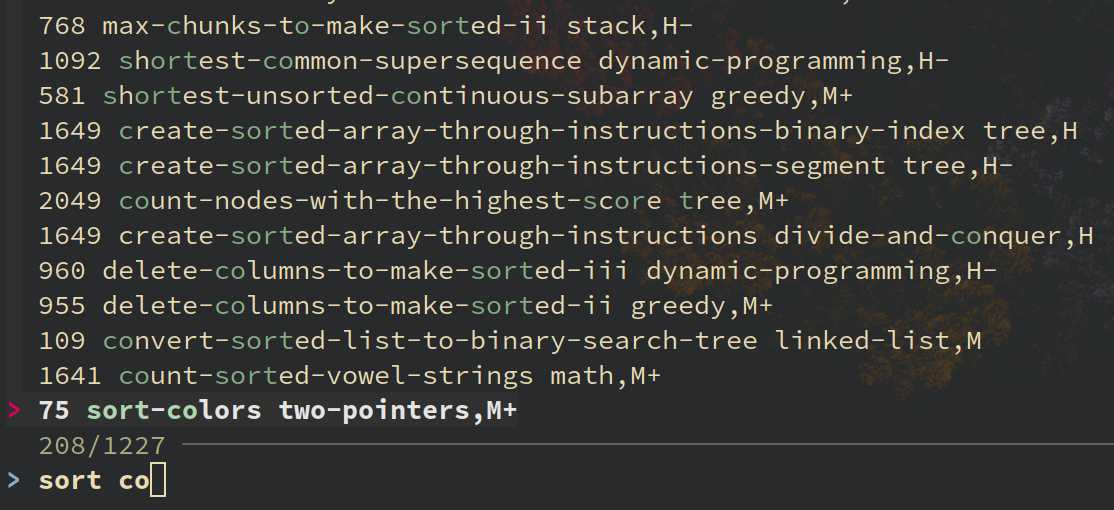 768 max-chunks-to-make-sorted-ii stack,H-
1092 shortest-common-supersequence dynamic-programming,H-
581 shortest-unsorted-continuous-subarray greedy,M+
1649 create-sorted-array-through-instructions-binary-index tree,H
1649 create-sorted-array-through-instructions-segment tree,H-
2049 count-nodes-with-the-highest-score tree,M+
1649 create-sorted-array-through-instructions divide-and-conquer,H
960 delete-columns-to-make-sorted-iii dynamic-programming,H-
955 delete-columns-to-make-sorted-ii greedy,M+
109 convert-sorted-list-to-binary-search-tree linked-list,M
1641 count-sorted-vowel-strings math,M+
> 75 sort-colors two-pointers,M+
208/1227
> sort co